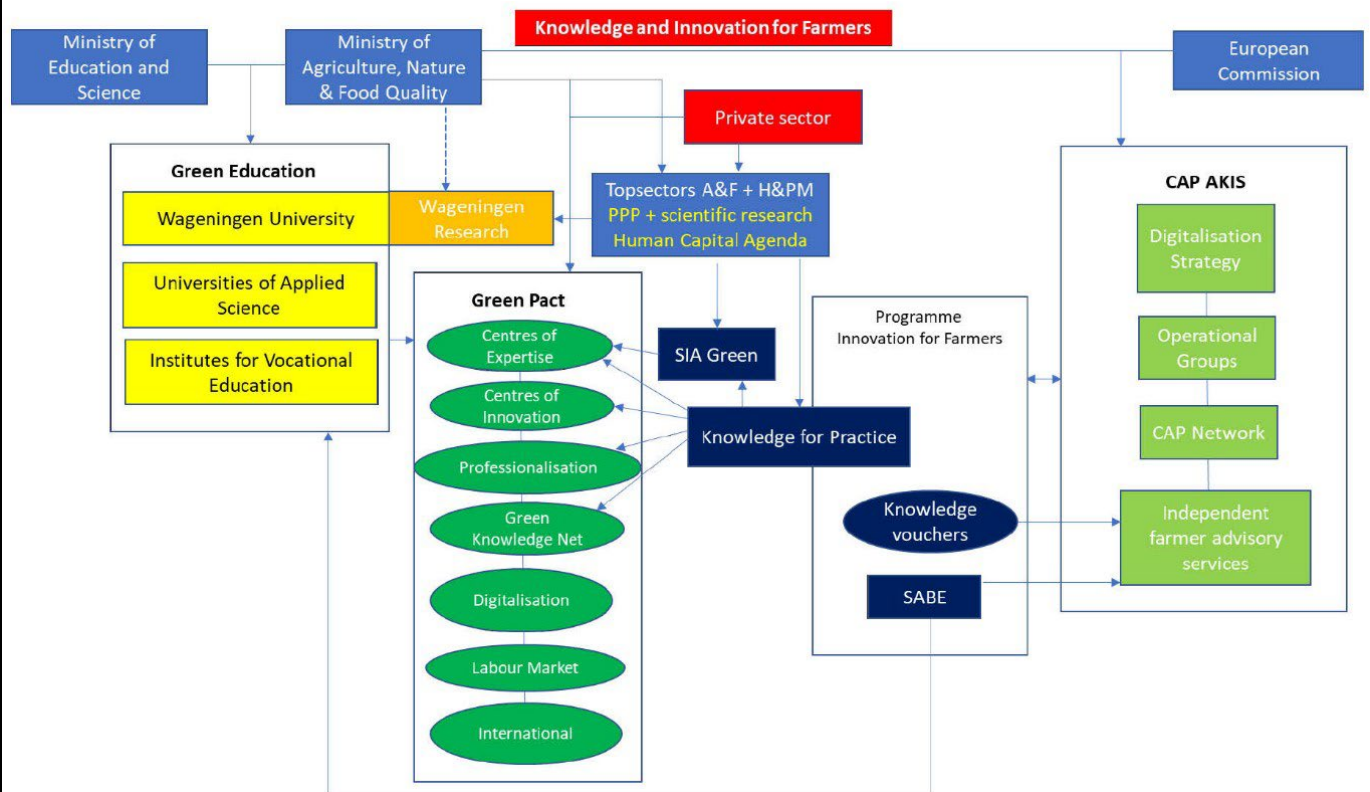 Knowledge and Innovation for Farmers
Ministry of
Education and
Science
Ministry of
Agriculture, Nature
& Food Quality
European
Commission
Private sector
Green Education
Wageningen University
Wageningen
Research
Universities of Applied
Science
Institutes for Vocational
Education
Topsectors A&F + H&PM
PPP + scientific research
Human Capital Agenda
Green Pact
Centres of
Expertise
Centres of
Innovation
Professionalisation
Green
Knowledge Net
Digitalisation
Labour Market
International
SIA Green
Knowledge for Practice
Programme
Innovation for Farmers
Knowledge
vouchers
SABE
CAP AKIS
Digitalisation
Strategy
Operational
Groups
CAP Network
Independent
farmer advisory
services